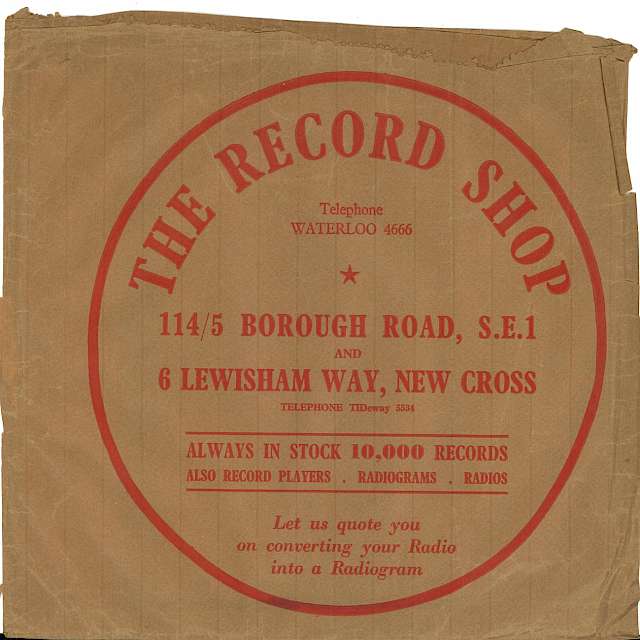 THE RECORD SHOP
Telephone
WATERLOO 4666
114/5 BOROUGH ROAD, S.E.1
AND
6 LEWISHAM WAY, NEW CROSS
TELEPHONE TIDeway 5334
ALWAYS IN STOCK 10,000 RECORDS
ALSO RECORD PLAYERS . RADIOGRAMS . RADIOS
Let us quote you
on converting your Radio
into a Radiogram